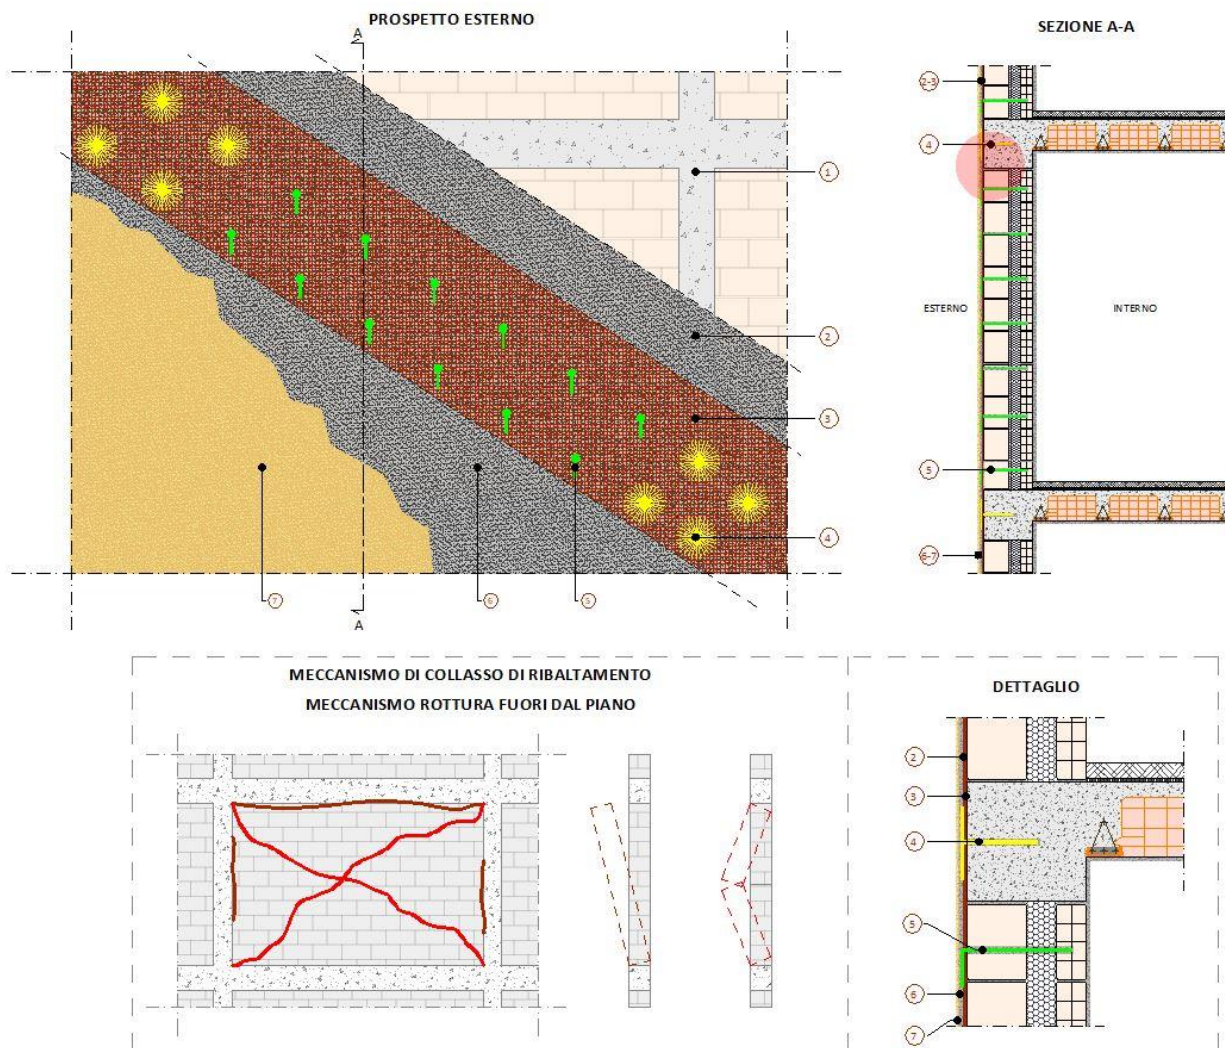 PROSPETTO ESTERNO
SEZIONE A-A
A
2-3
4
1
ESTERNO
INTERNO
2
3
5
4
6-7
7
6
5
A
MECCANISMO DI COLLASSO DI RIBALTAMENTO
MECCANISMO ROTTURA FUORI DAL PIANO
DETTAGLIO
2
3
4
5
6
7